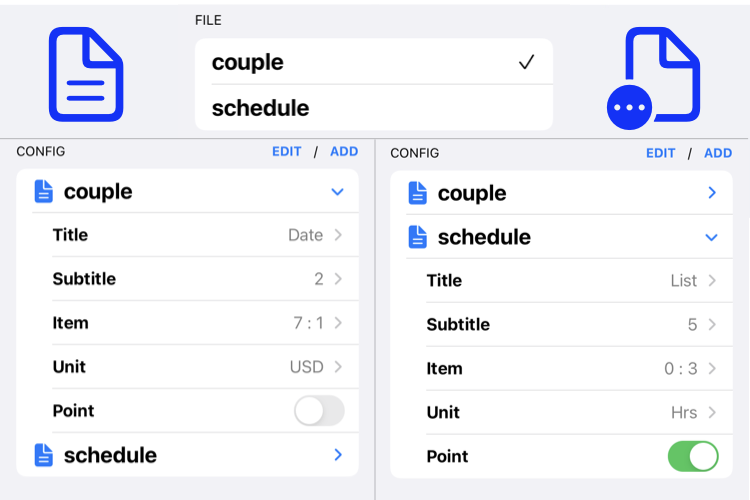 FILE
couple
schedule
CONFIG EDIT / ADD
couple
Title Date
Subtitle 2
Item 7 : 1
Unit USD
Point
schedule
CONFIG EDIT / ADD
couple
schedule
Title List
Subtitle 5
Item 0 : 3
Unit Hrs
Point